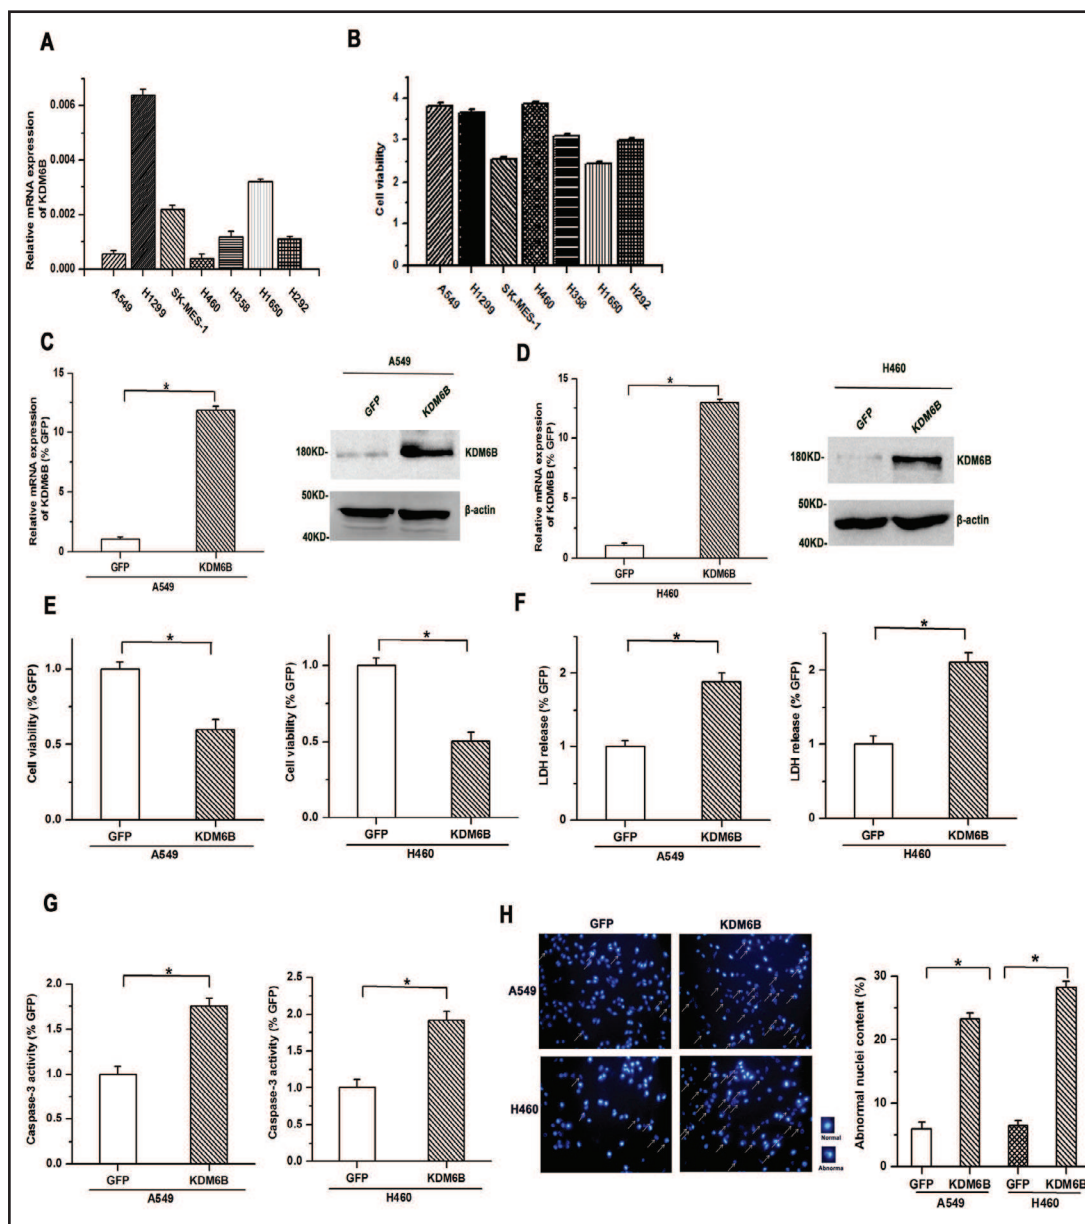 A
Relative mRNA expression
of KDM6B
0.006
0.004
0.002
0.000
A549
H1299
SK-MES-1
H460
H358
H1650
H292
B
Cell viability
4
3
2
1
0
A549
H1299
SK-MES-1
H460
H358
H1650
H292
C
Relative mRNA expression
of KDM6B (% GFP)
15
10
5
0
*
GFP
KDM6B
A549
A549
GFP
KDM6B
180KD-
KDM6B
50KD-
β-actin
40KD-
D
Relative mRNA expression
of KDM6B (% GFP)
15
10
5
0
*
GFP
KDM6B
H460
H460
GFP
KDM6B
180KD-
KDM6B
50KD-
β-actin
40KD-
E
Cell viability (% GFP)
1.0
0.5
0.0
*
GFP
KDM6B
A549
Cell viability (% GFP)
1.0
0.5
0.0
*
GFP
KDM6B
H460
F
LDH release (% GFP)
2
1
0
*
GFP
KDM6B
A549
LDH release (% GFP)
2
1
0
*
GFP
KDM6B
H460
G
Caspase-3 activity (% GFP)
2.0
1.5
1.0
0.5
0.0
*
GFP
KDM6B
A549
Caspase-3 activity (% GFP)
2.5
2.0
1.5
1.0
0.5
0.0
*
GFP
KDM6B
H460
H
GFP
KDM6B
A549
H460
Normal
Abnorma
Abnormal nuclei content (%)
30
20
10
0
*
*
GFP
KDM6B
GFP
KDM6B
A549
H460